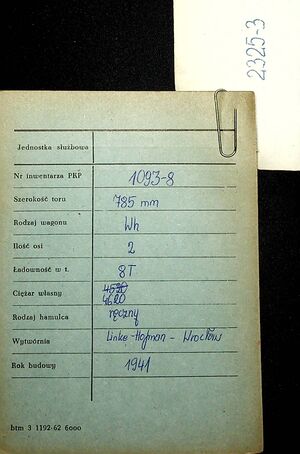 2325-3
Jednostka służbowa
Nr inwentarza PKP 1093-8
Szerokość toru 785 mm
Rodzaj wagonu Wh
Ilość osi 2
Ładowność w t. 8T
Ciężar własny 4620
Rodzaj hamulca ręczny
Wytwórnia Linke-Hofman - Wrocław
Rok budowy 1941
btm 3 1192-62 6000